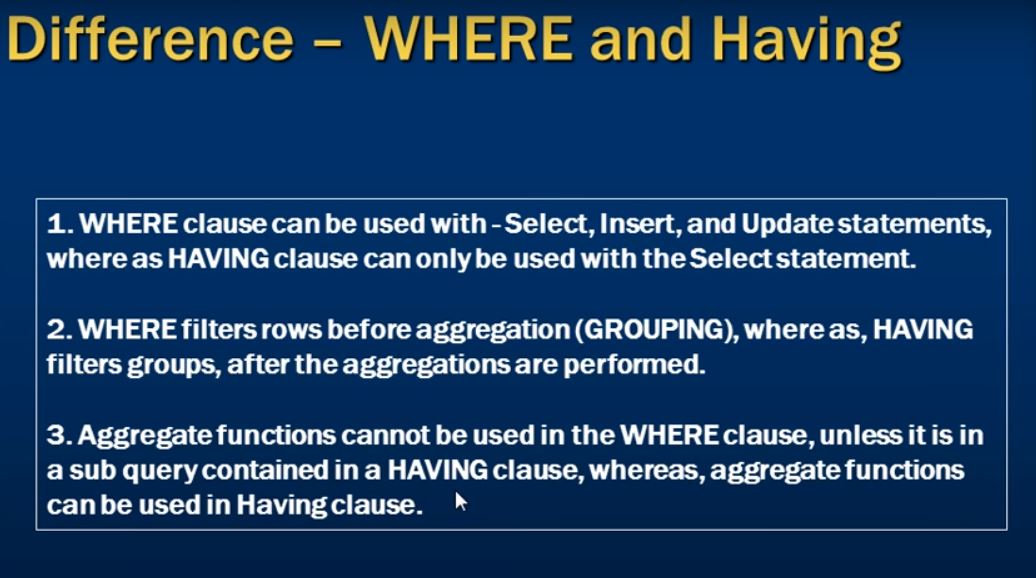 Difference – WHERE and Having
1. WHERE clause can be used with - Select, Insert, and Update statements,
where as HAVING clause can only be used with the Select statement.
2. WHERE filters rows before aggregation (GROUPING), where as, HAVING
filters groups, after the aggregations are performed.
3. Aggregate functions cannot be used in the WHERE clause, unless it is in
a sub query contained in a HAVING clause, whereas, aggregate functions
can be used in Having clause.